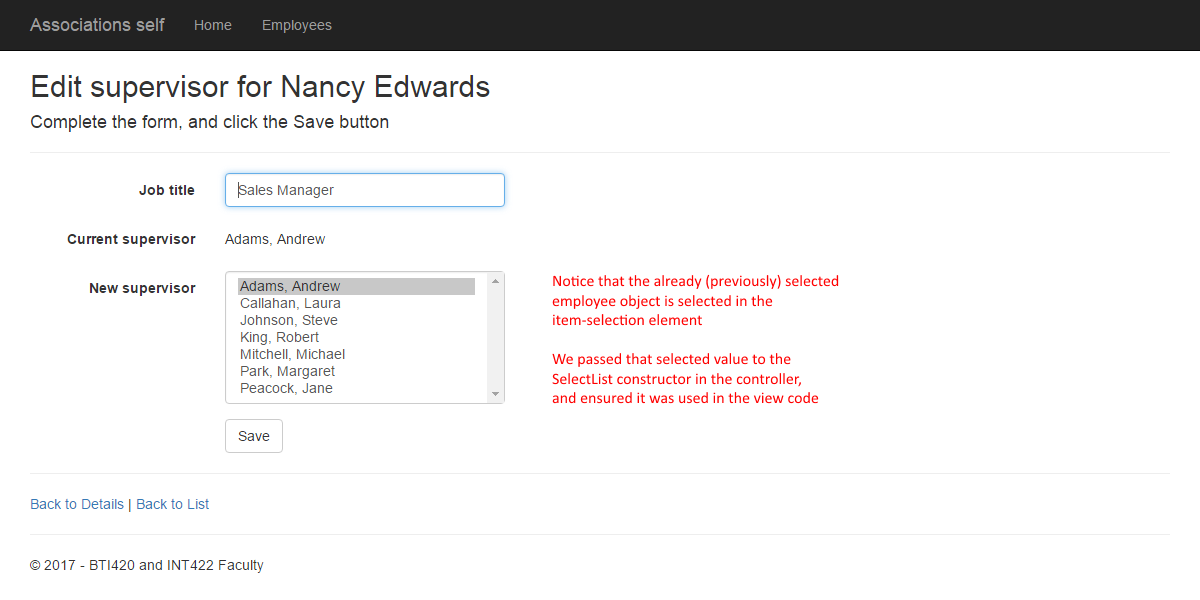 Associations self Home Employees
Edit supervisor for Nancy Edwards
Complete the form, and click the Save button
Job title Sales Manager
Current supervisor Adams, Andrew
New supervisor Adams, Andrew
Callahan, Laura
Johnson, Steve
King, Robert
Mitchell, Michael
Park, Margaret
Peacock, Jane
Notice that the already (previously) selected
employee object is selected in the
item-selection element
We passed that selected value to the
SelectList constructor in the controller,
and ensured it was used in the view code
Save
Back to Details | Back to List
© 2017 - BTI420 and INT422 Faculty